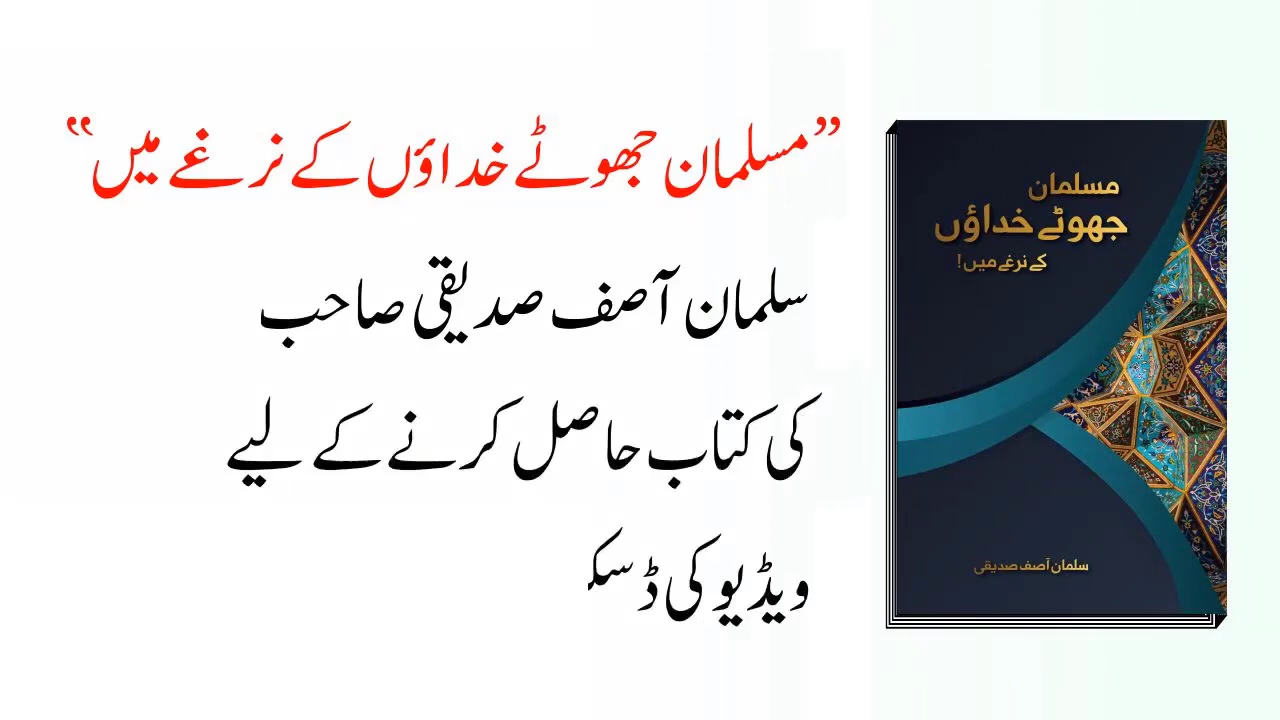 ”مسلمان جھوٹے خداؤں کے نرغے میں“
سلمان آصف صدیقی صاحب
کی کتاب حاصل کرنے کے لیے
ویڈیو کی ڈسک
مسلمان
جھوٹے خداؤں
کے نرغے میں!
سلمان آصف صدیقی